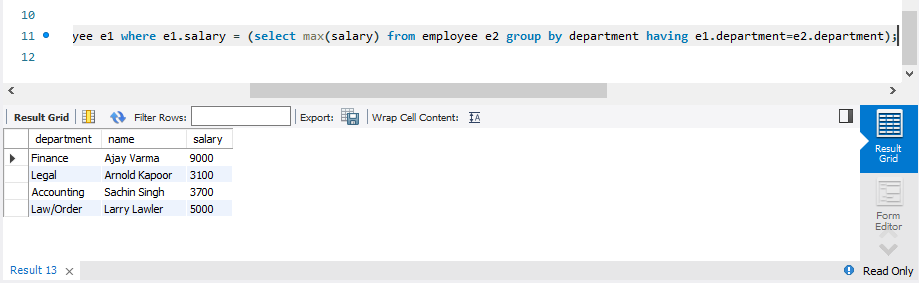 10
11 yee e1 where e1.salary = (select max(salary) from employee e2 group by department having e1.department=e2.department);
12
Result Grid Filter Rows: Export: Wrap Cell Content: IA
department name salary
Finance Ajay Varma 9000
Legal Arnold Kapoor 3100
Accounting Sachin Singh 3700
Law/Order Larry Lawler 5000
Result
Grid
Form
Editor
Result 13 × Read Only